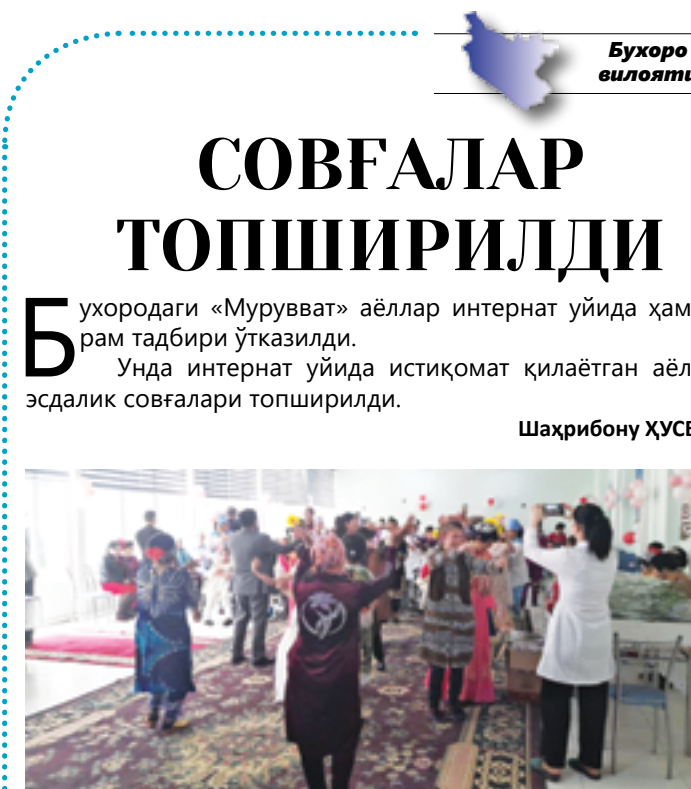 Бухоро
вилояти
СОВҒАЛАР
ТОПШИРИЛДИ
Бухородаги «Мурувват» аёллар интернат уйида ҳам
рам тадбири ўтказилди.
Унда интернат уйида истиқомат қилаётган аёл
эсдалик совғалари топширилди.
Шаҳрибону ҲУСЕ